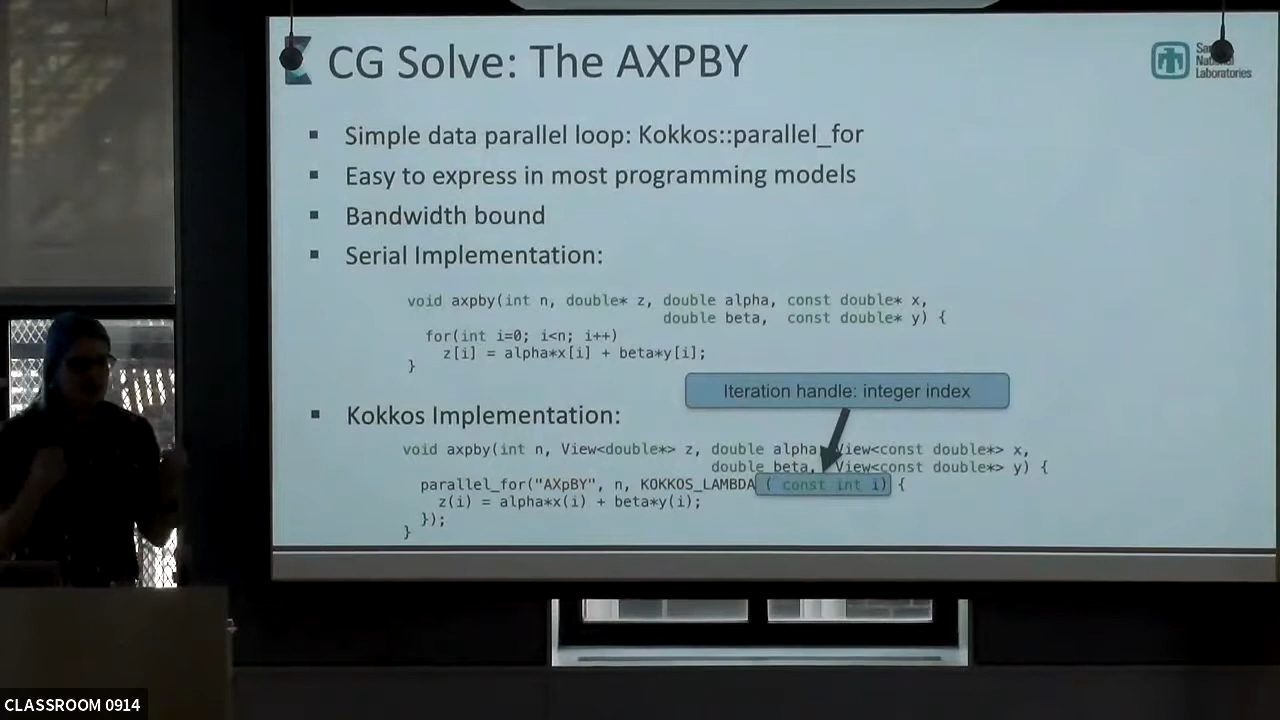 CG Solve: The AXPBY
Sa
Nat
Laboratories
▪ Simple data parallel loop: Kokkos::parallel_for
▪ Easy to express in most programming models
▪ Bandwidth bound
▪ Serial Implementation:
void axpby(int n, double* z, double alpha, const double* x,
double beta, const double* y) {
for(int i=0; i<n; i++)
z[i] = alpha*x[i] + beta*y[i];
}
Iteration handle: integer index
▪ Kokkos Implementation:
void axpby(int n, View<double*> z, double alpha, View<const double*> x,
double beta, View<const double*> y) {
parallel_for("AXpBY", n, KOKKOS_LAMBDA ( const int i) {
z(i) = alpha*x(i) + beta*y(i);
});
}
CLASSROOM 0914